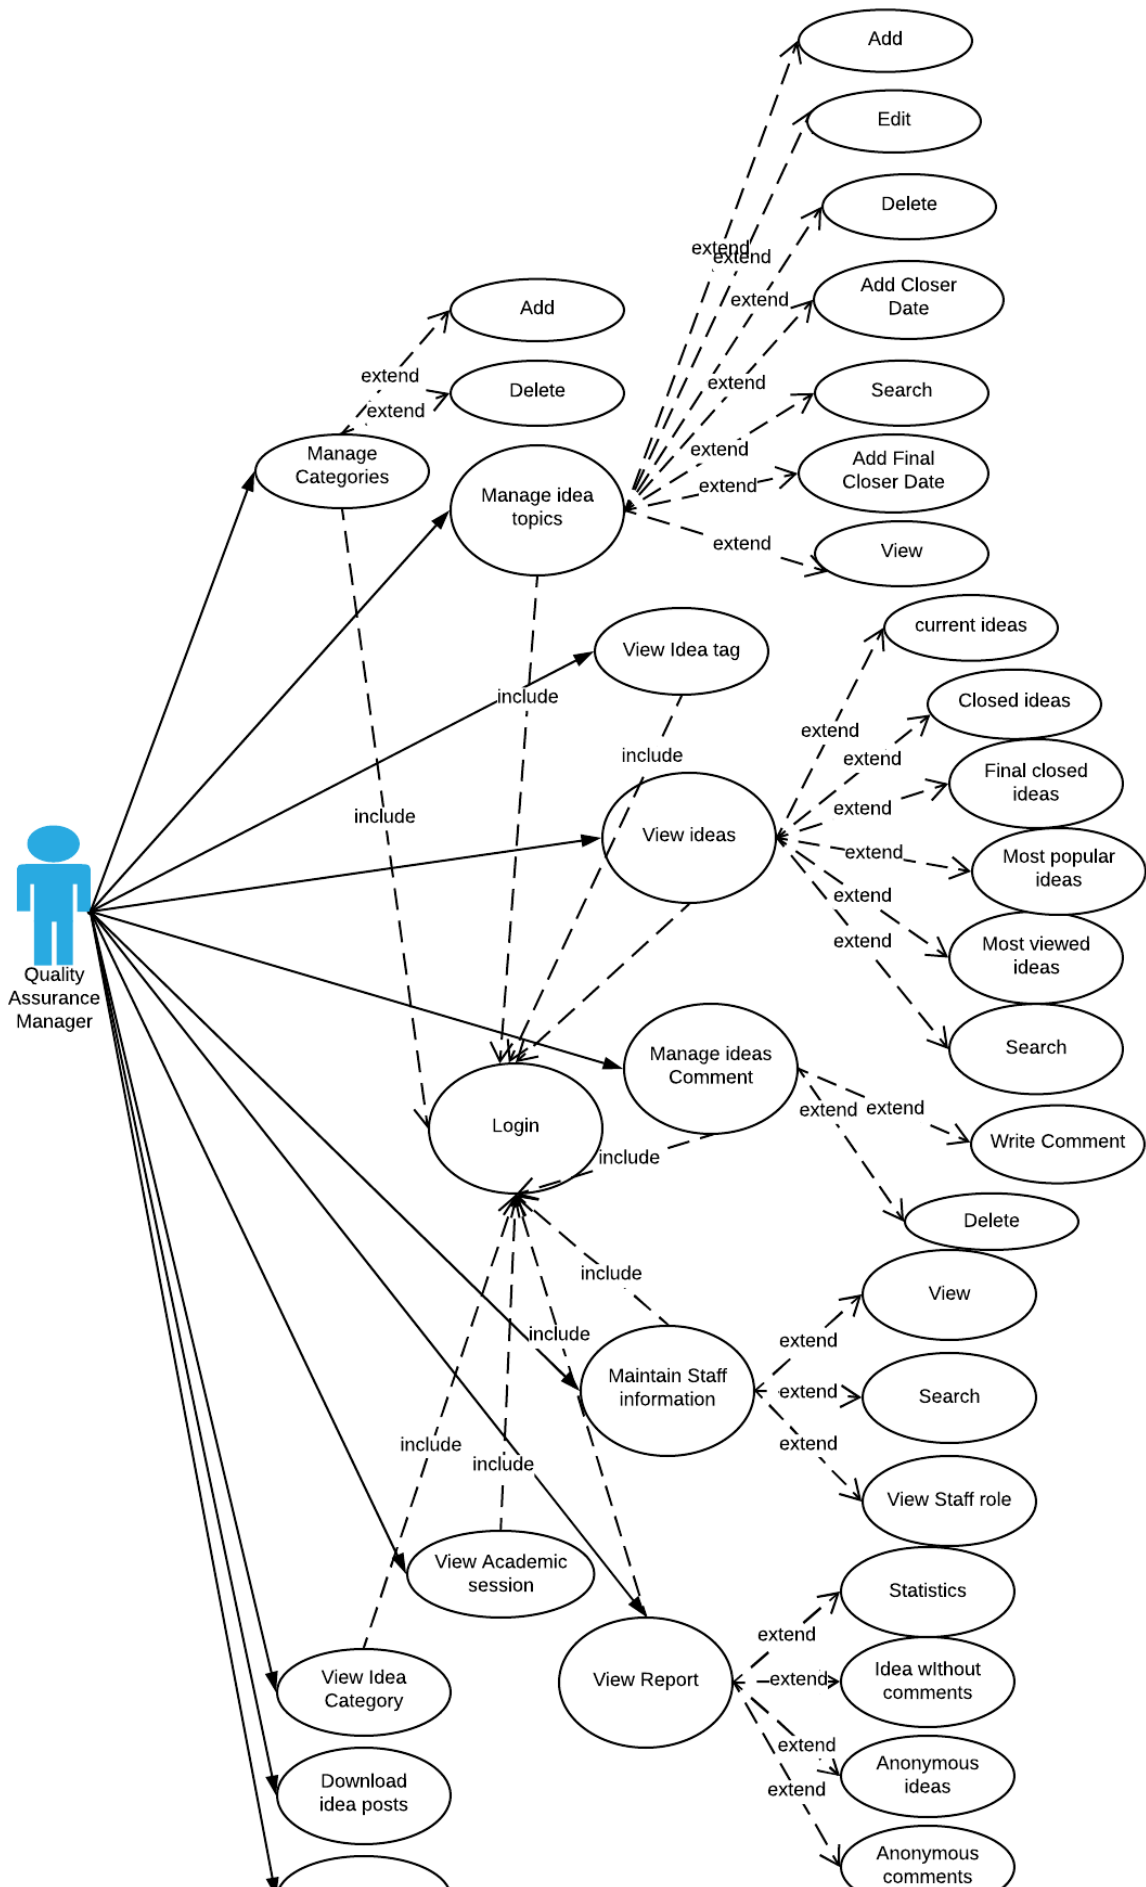 Add
Edit
Delete
extend
extend
extend
Add Closer
Date
Add
extend
extend
Delete
extend
Search
extend
Manage
Categories
extend
Add Final
Closer Date
Manage idea
topics
extend
View
current ideas
View Idea tag
include
Closed ideas
extend
include
extend
Final closed
ideas
extend
include
View ideas
extend
Most popular
ideas
extend
extend
Most viewed
ideas
Quality
Assurance
Manager
Search
Manage ideas
Comment
extend
extend
Login
Write Comment
include
Delete
include
View
include
extend
Maintain Staff
information
extend
Search
extend
include
include
View Staff role
View Academic
session
Statistics
extend
View Idea
Category
View Report
extend
Idea wIthout
comments
extend
Download
idea posts
extend
Anonymous
ideas
Anonymous
comments